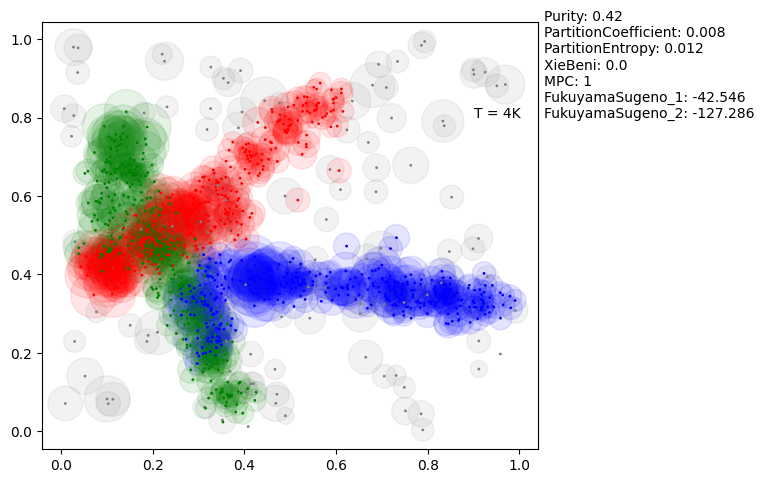 Purity: 0.42
PartitionCoefficient: 0.008
PartitionEntropy: 0.012
XieBeni: 0.0
MPC: 1
FukuyamaSugeno_1: -42.546
FukuyamaSugeno_2: -127.286
T = 4K
1.0
0.8
0.6
0.4
0.2
0.0
0.0 0.2 0.4 0.6 0.8 1.0